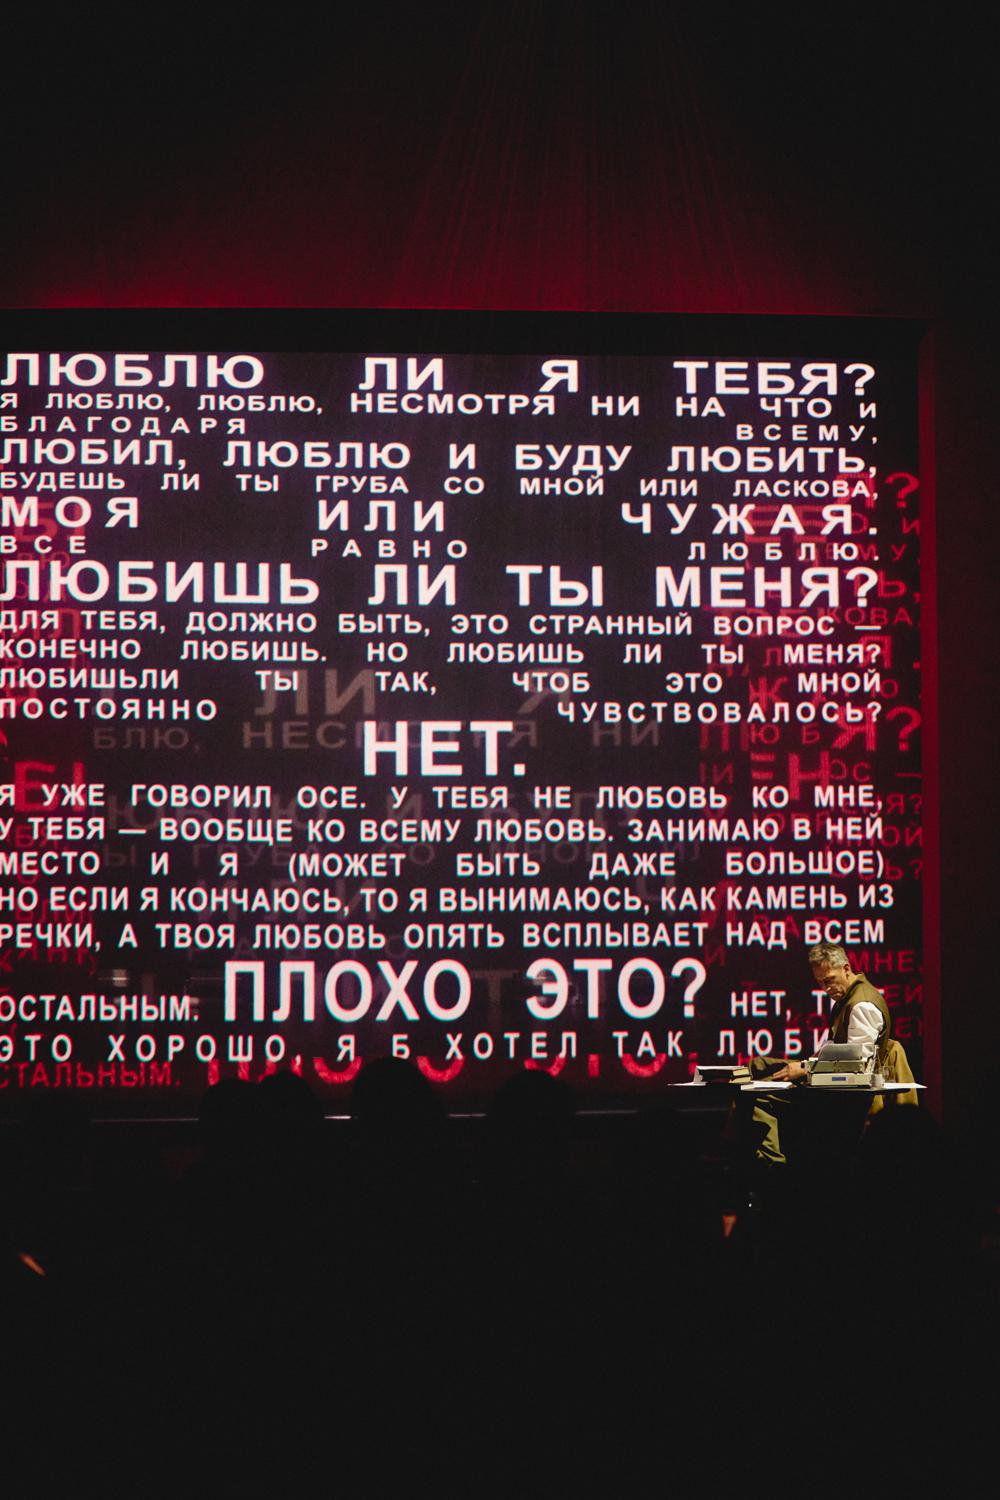 ЛЮБЛЮ ЛИ Я ТЕБЯ?
Я ЛЮБЛЮ, ЛЮБЛЮ, НЕСМОТРЯ НИ НА ЧТО И
БЛАГОДАРЯ ВСЕМУ,
ЛЮБИЛ, ЛЮБЛЮ И БУДУ ЛЮБИТЬ,
БУДЕШЬ ЛИ ТЫ ГРУБА СО МНОЙ ИЛИ ЛАСКОВА,
МОЯ ИЛИ ЧУЖАЯ.
ВСЕ РАВНО ЛЮБЛЮ.
ЛЮБИШЬ ЛИ ТЫ МЕНЯ?
ДЛЯ ТЕБЯ, ДОЛЖНО БЫТЬ, ЭТО СТРАННЫЙ ВОПРОС —
КОНЕЧНО ЛЮБИШЬ. НО ЛЮБИШЬ ЛИ ТЫ МЕНЯ?
ЛЮБИШЬЛИ ТЫ ТАК, ЧТОБ ЭТО МНОЙ
ПОСТОЯННО ЧУВСТВОВАЛОСЬ?
НЕТ.
Я УЖЕ ГОВОРИЛ ОСЕ. У ТЕБЯ НЕ ЛЮБОВЬ КО МНЕ,
У ТЕБЯ — ВООБЩЕ КО ВСЕМУ ЛЮБОВЬ. ЗАНИМАЮ В НЕЙ
МЕСТО И Я (МОЖЕТ БЫТЬ ДАЖЕ БОЛЬШОЕ)
НО ЕСЛИ Я КОНЧАЮСЬ, ТО Я ВЫНИМАЮСЬ, КАК КАМЕНЬ ИЗ
РЕЧКИ, А ТВОЯ ЛЮБОВЬ ОПЯТЬ ВСПЛЫВАЕТ НАД ВСЕМ
ОСТАЛЬНЫМ. ПЛОХО ЭТО? НЕТ,
ЭТО ХОРОШО, Я Б ХОТЕЛ ТАК